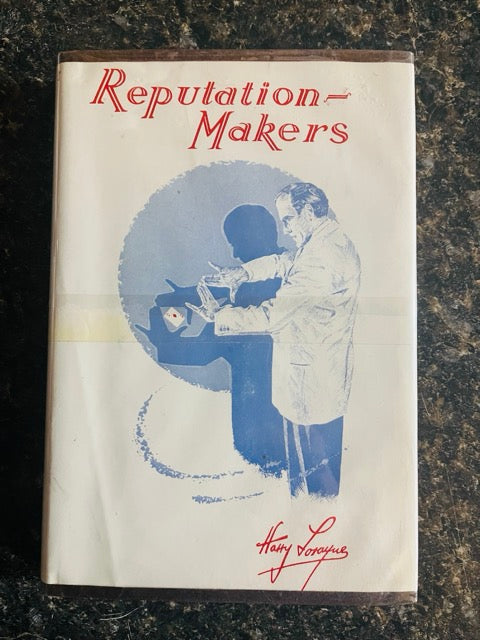 Reputation-
Makers
Harry Lorayne